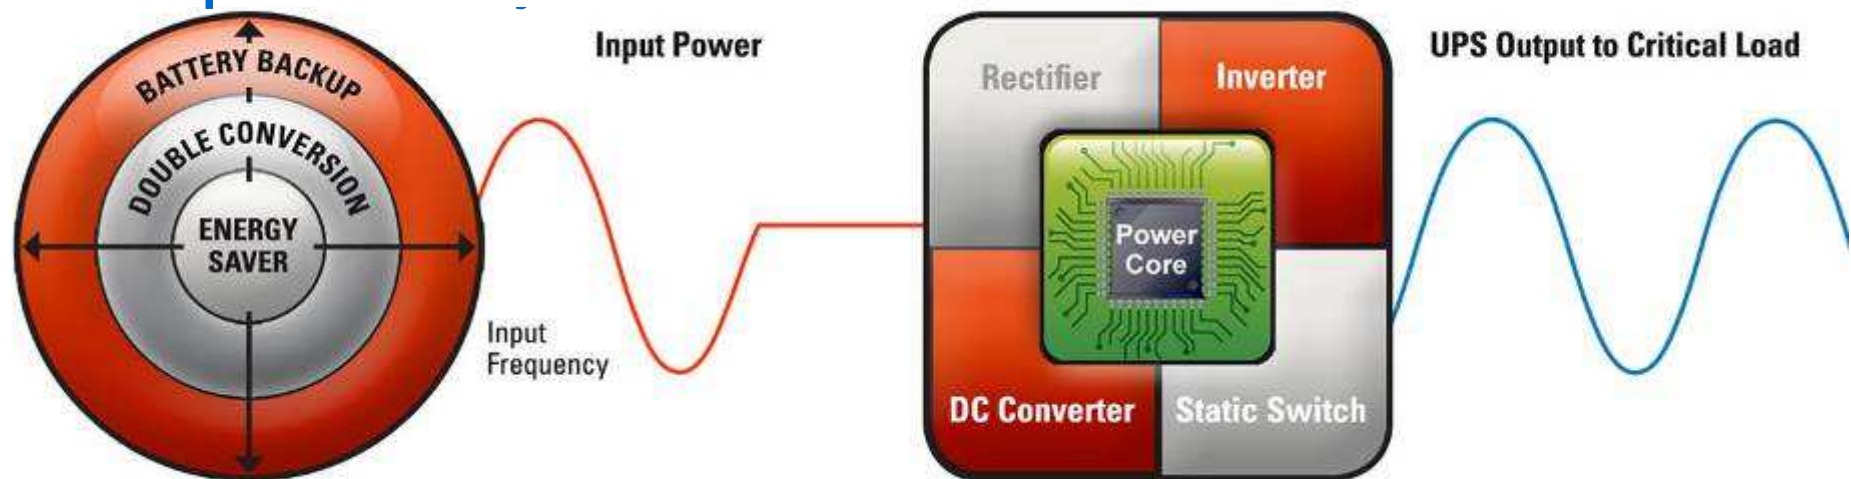 BATTERY BACKUP
DOUBLE CONVERSION
ENERGY
SAVER
Input Power
Input
Frequency
Rectifier
Inverter
Power
Core
DC Converter
Static Switch
UPS Output to Critical Load